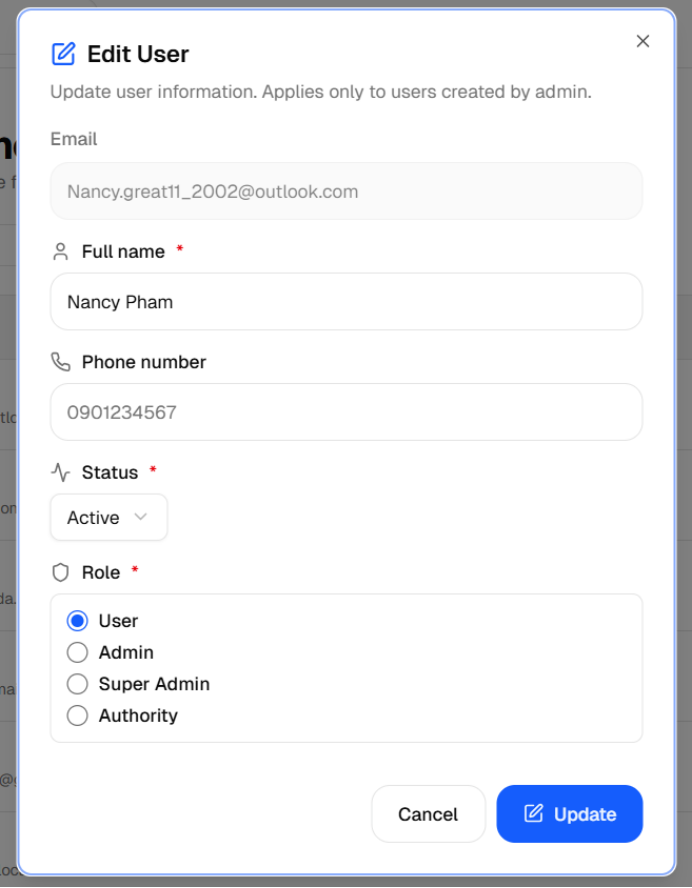 Edit User
Update user information. Applies only to users created by admin.
Email
Nancy.great11_2002@outlook.com
Full name *
Nancy Pham
Phone number
0901234567
Status *
Active
Role *
User
Admin
Super Admin
Authority
Cancel
Update